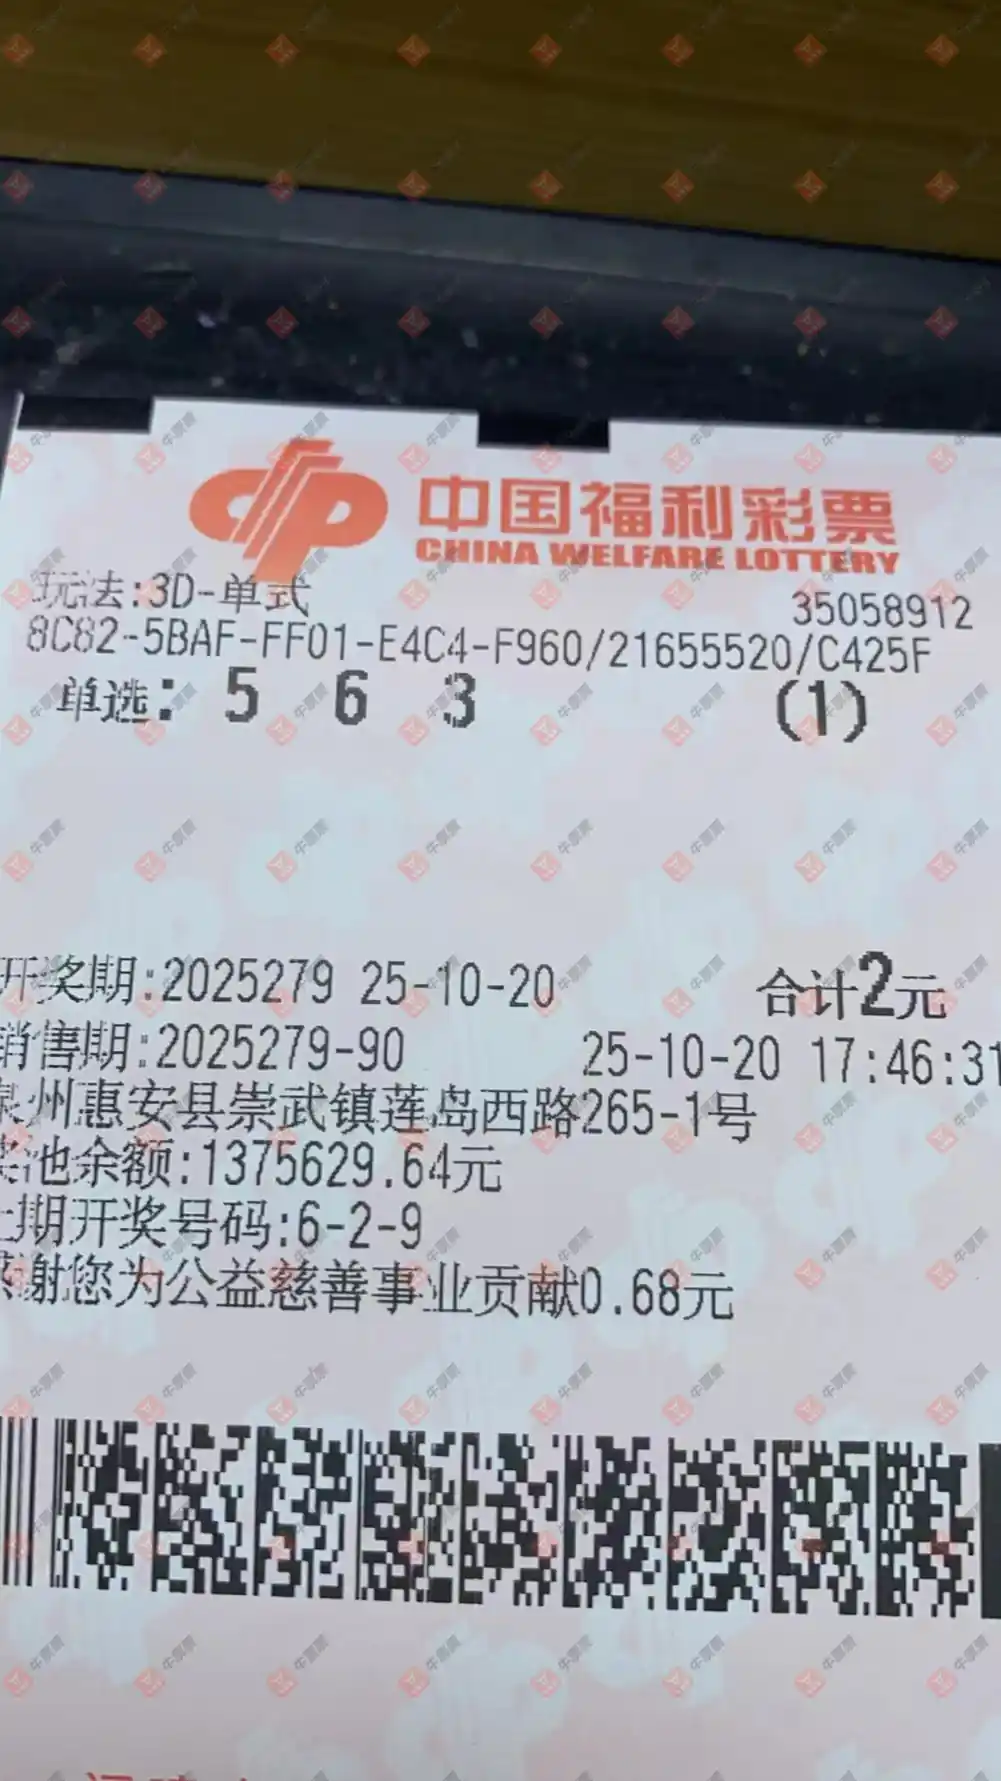 中国福利彩票
CHINA WELFARE LOTTERY
玩法:3D-单式
35058912
8C82-5BAF-FF01-E4C4-F960/21655520/C425F
单选: 5 6 3 (1)
开奖期:2025279 25-10-20 合计2元
销售期:2025279-90 25-10-20 17:46:31
泉州惠安县崇武镇莲岛西路265-1号
奖池余额:1375629.64元
上期开奖号码:6-2-9
感谢您为公益慈善事业贡献0.68元